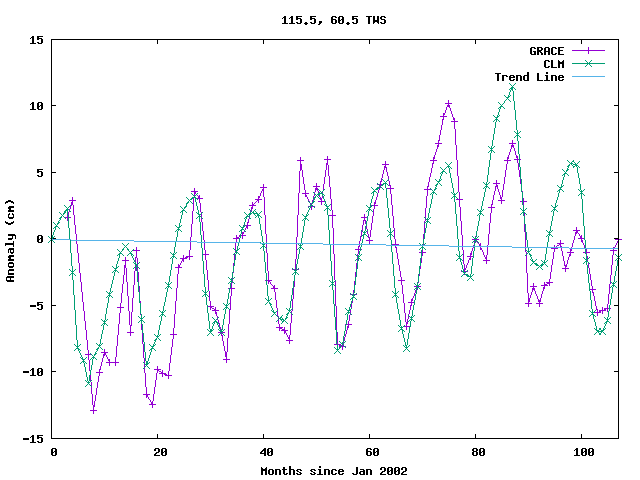 115.5, 60.5 TWS
GRACE
CLM
Trend Line
Anomaly (cm)
15
10
5
0
-5
-10
-15
0 20 40 60 80 100
Months since Jan 2002